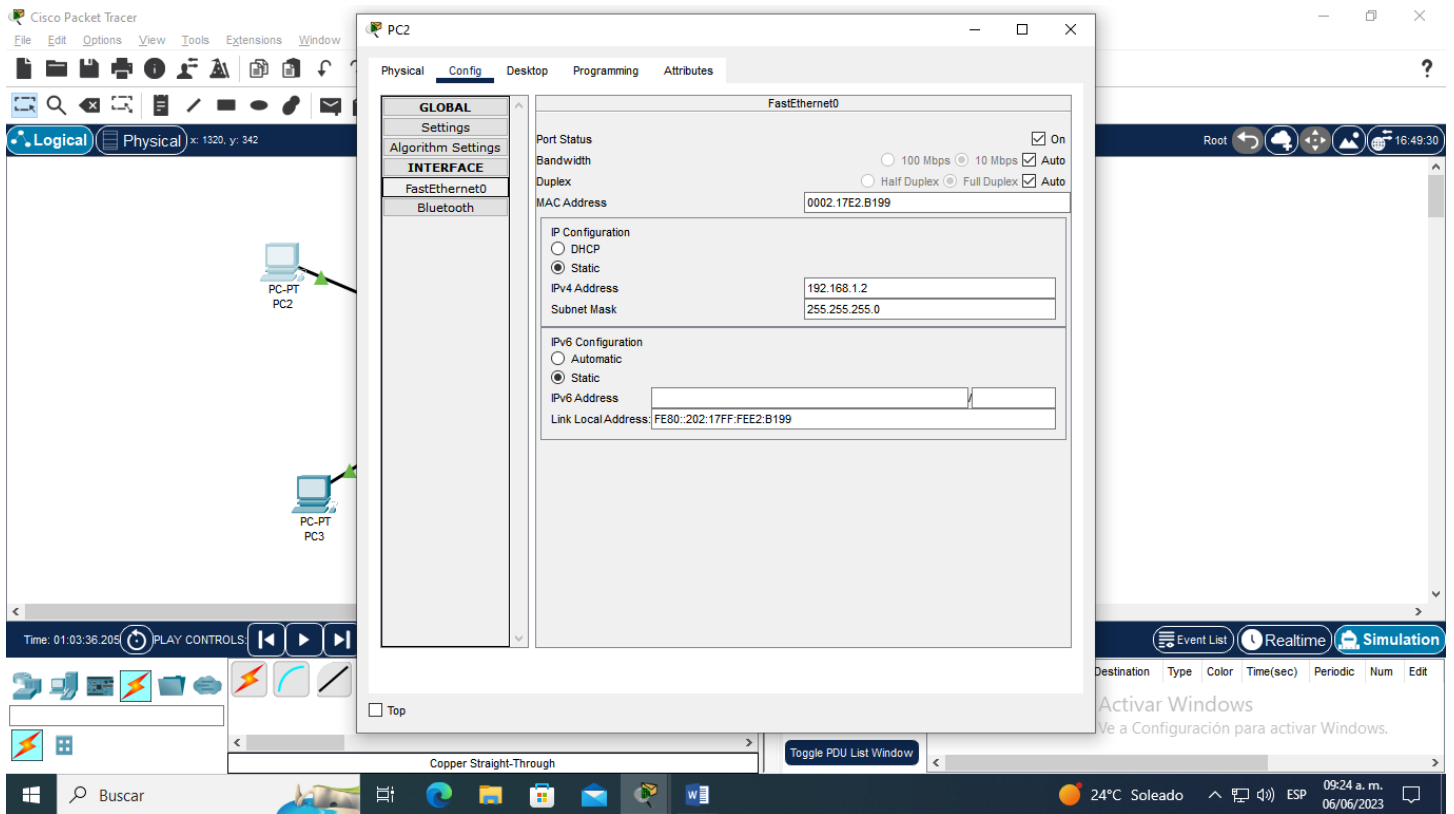 Cisco Packet Tracer
File Edit Options View Tools Extensions Window
PC2
Physical Config Desktop Programming Attributes
?
Logical Physical x: 1320, y: 342
Root 16:49:30
GLOBAL
Settings
Algorithm Settings
INTERFACE
FastEthernet0
Bluetooth
FastEthernet0
Port Status On
Bandwidth 100 Mbps 10 Mbps Auto
Duplex Half Duplex Full Duplex Auto
MAC Address 0002.17E2.B199
IP Configuration
DHCP
Static
IPv4 Address 192.168.1.2
Subnet Mask 255.255.255.0
IPv6 Configuration
Automatic
Static
IPv6 Address /
Link Local Address: FE80::202:17FF:FEE2:B199
PC-PT
PC2
PC-PT
PC3
Time: 01:03:36.205 PLAY CONTROLS:
Event List Realtime Simulation
Destination Type Color Time(sec) Periodic Num Edit
Top
Activar Windows
Ve a Configuración para activar Windows.
Toggle PDU List Window
Copper Straight-Through
Buscar
24°C Soleado ESP 09:24 a. m.
06/06/2023